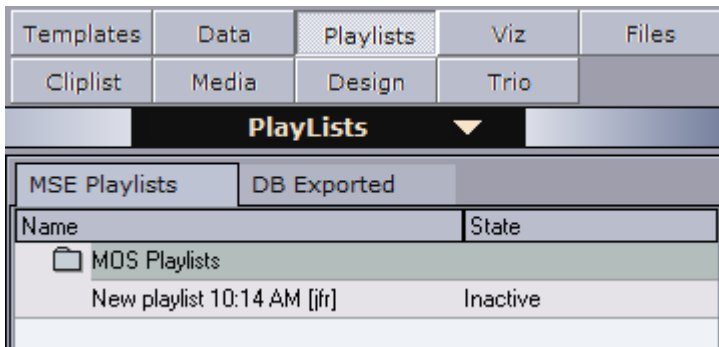 Templates Data Playlists Viz Files
Cliplist Media Design Trio
PlayLists
MSE Playlists DB Exported
Name State
MOS Playlists
New playlist 10:14 AM [jfr] Inactive